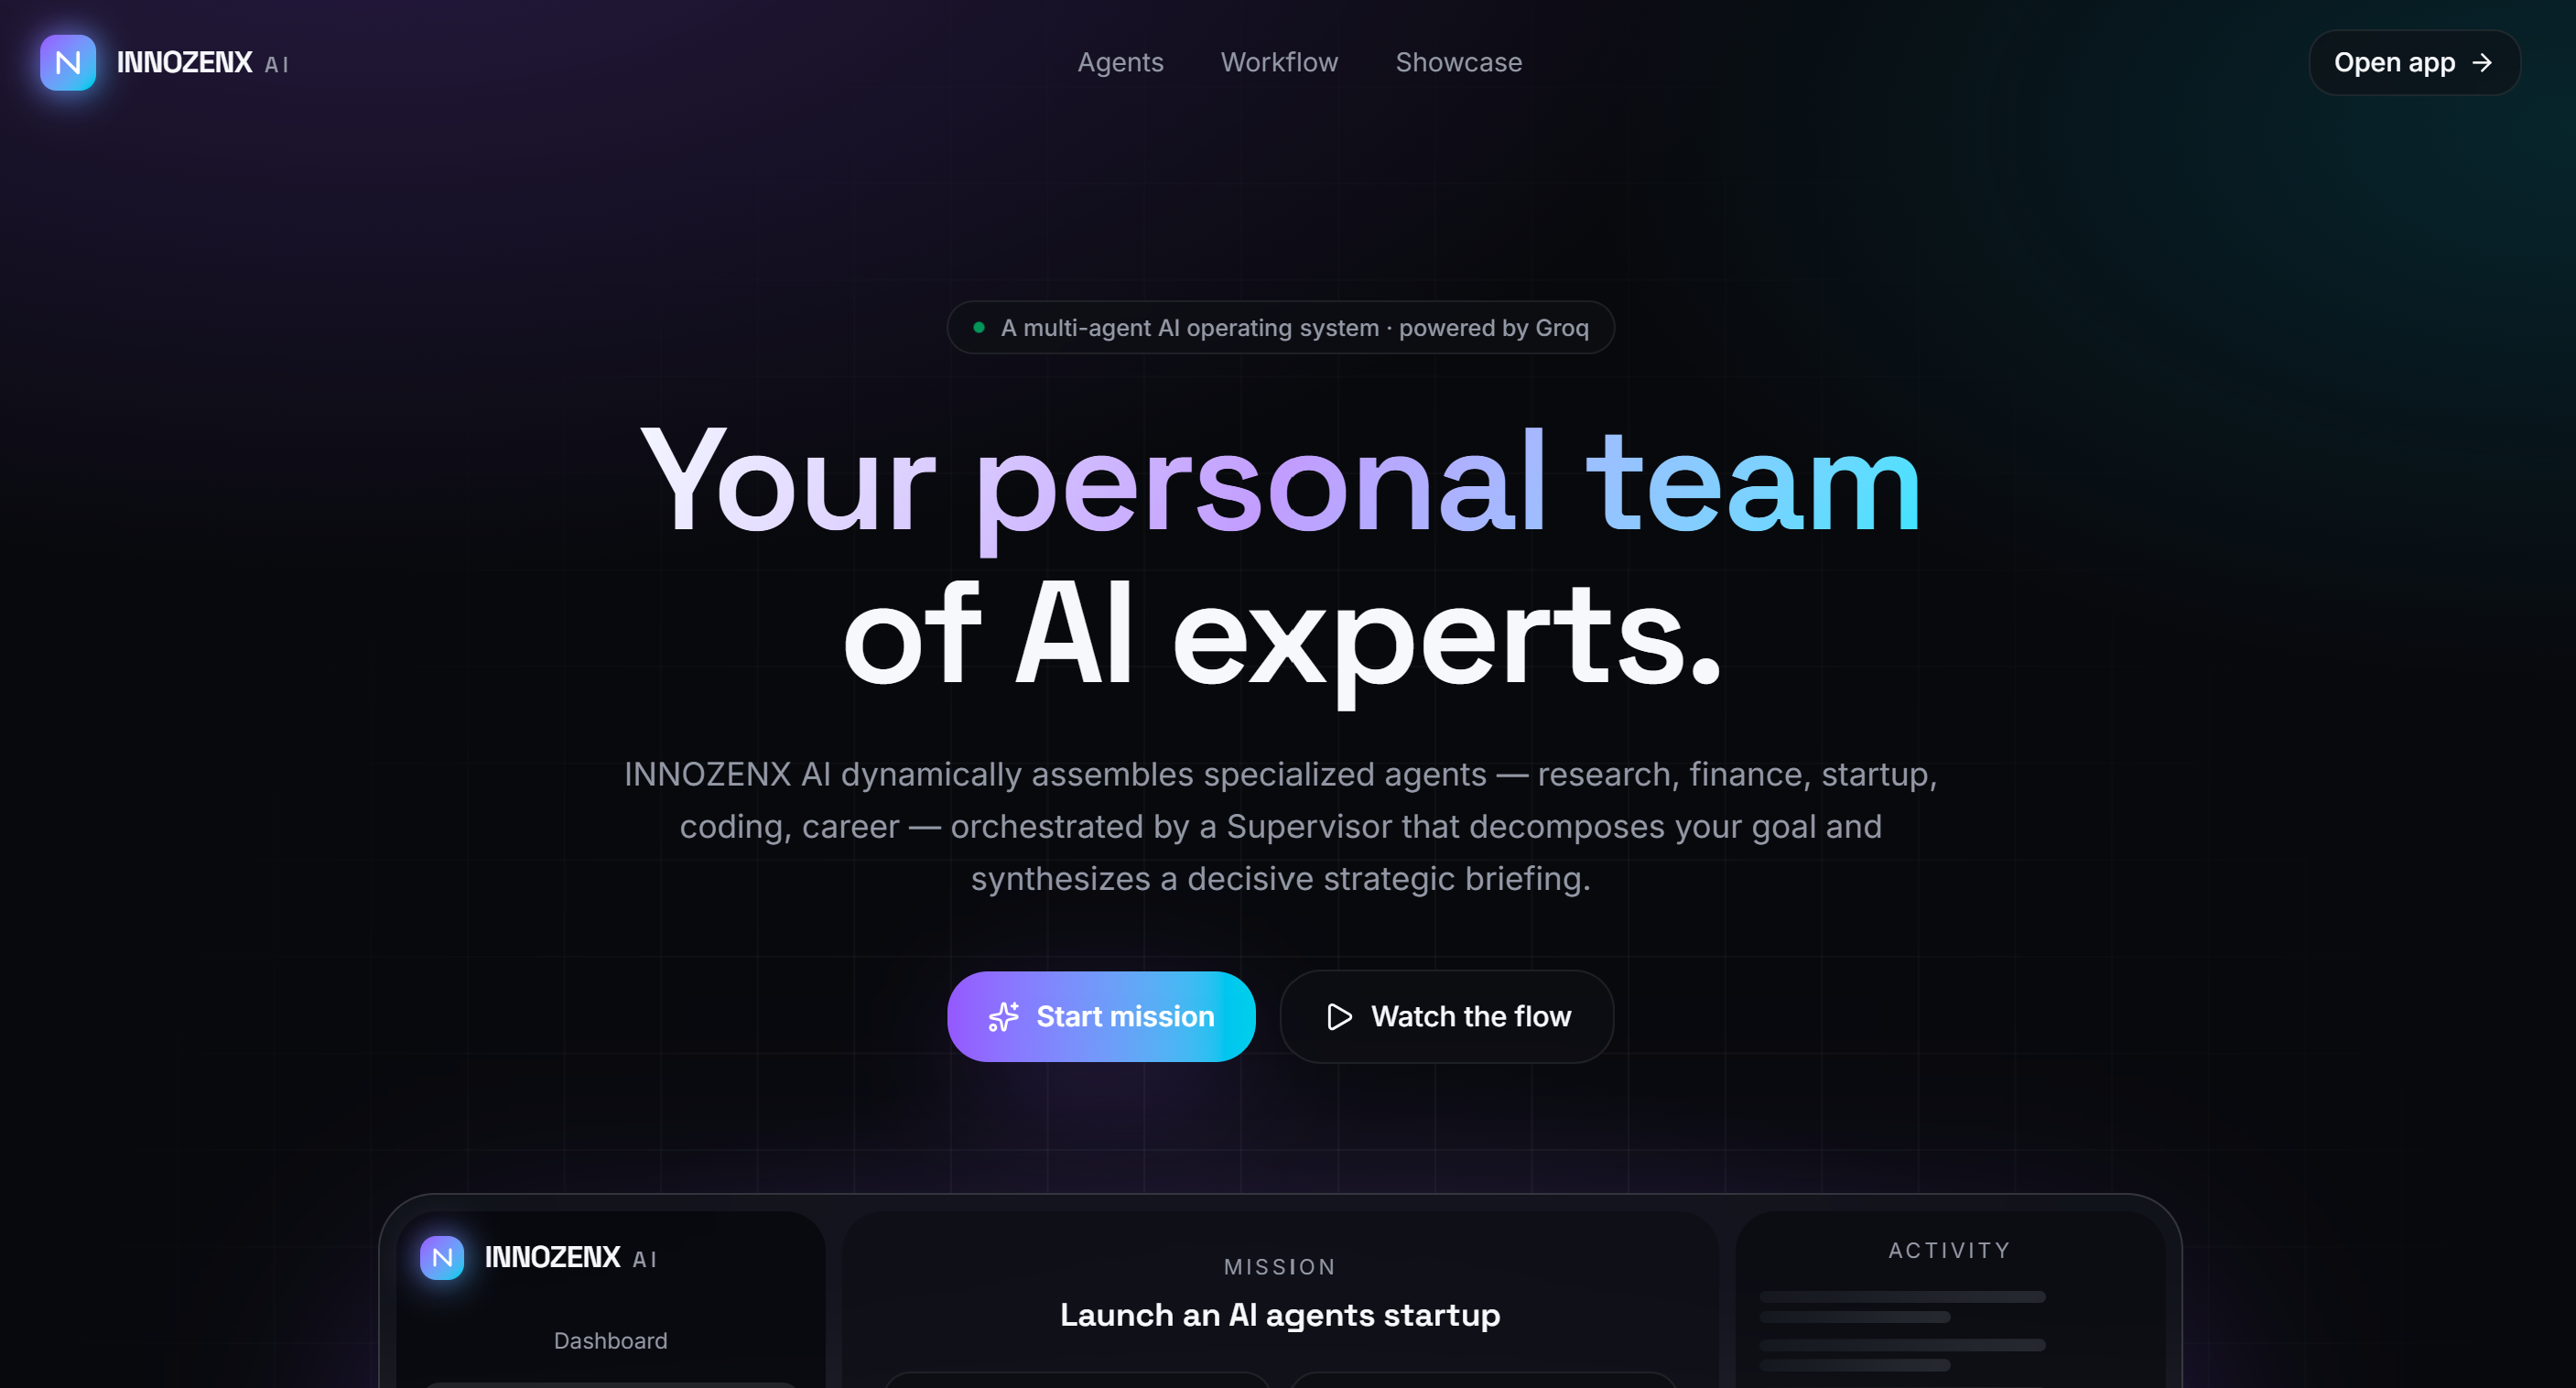 INNOZENX AI
Agents Workflow Showcase
Open app
A multi-agent AI operating system · powered by Groq
Your personal team
of AI experts.
INNOZENX AI dynamically assembles specialized agents — research, finance, startup,
coding, career — orchestrated by a Supervisor that decomposes your goal and
synthesizes a decisive strategic briefing.
Start mission
Watch the flow
INNOZENX AI
Dashboard
MISSION
Launch an AI agents startup
ACTIVITY